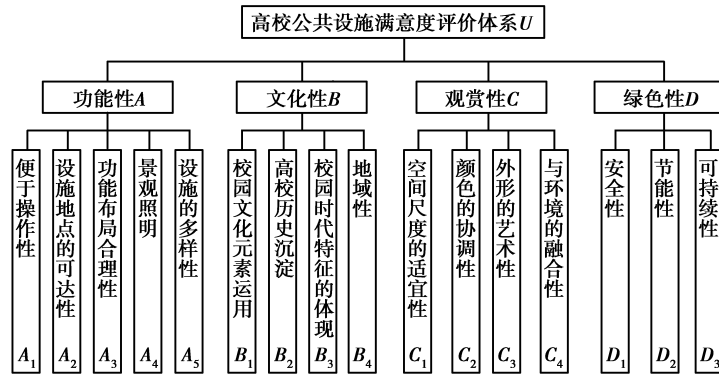 高校公共设施满意度评价体系U
功能性A
文化性B
观赏性C
绿色性D
便于操作性 A₁
设施地点的可达性 A₂
功能布局合理性 A₃
景观照明 A₄
设施的多样性 A₅
校园文化元素运用 B₁
高校历史沉淀 B₂
校园时代特征的体现 B₃
地域性 B₄
空间尺度的适宜性 C₁
颜色的协调性 C₂
外形的艺术性 C₃
与环境的融合性 C₄
安全性 D₁
节能性 D₂
可持续性 D₃